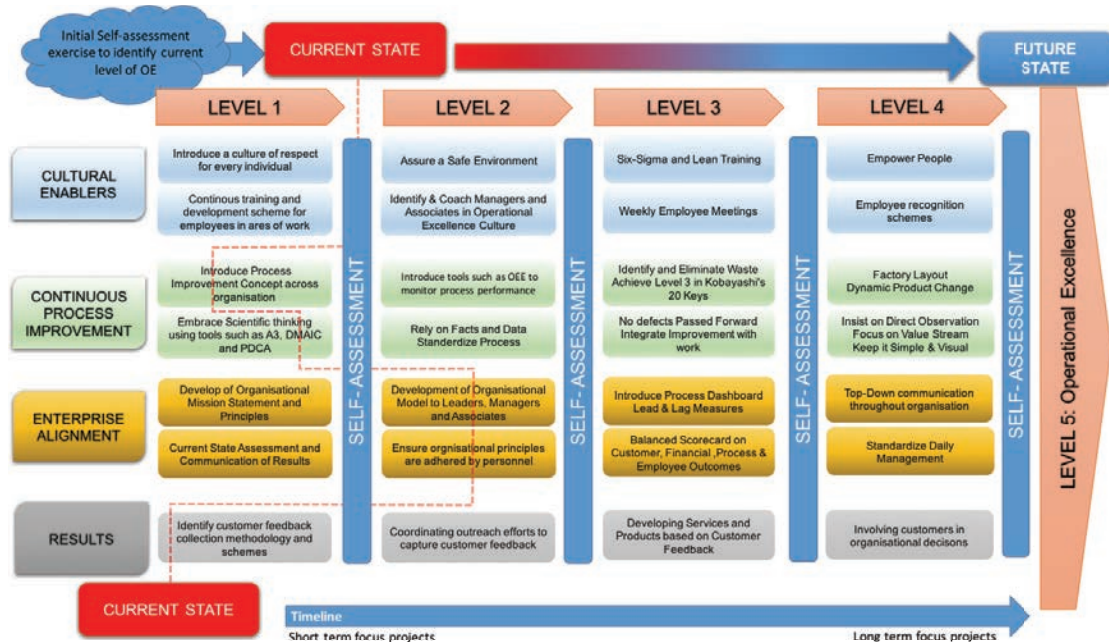 Initial Self-assessment
exercise to identify current
level of OE
CURRENT STATE
FUTURE
STATE
LEVEL 1
LEVEL 2
LEVEL 3
LEVEL 4
CULTURAL
ENABLERS
Introduce a culture of respect
for every individual
Assure a Safe Environment
Six-Sigma and Lean Training
Empower People
Continous training and
development scheme for
employees in ares of work
Identify & Coach Managers and
Associates in Operational
Excellence Culture
Weekly Employee Meetings
Employee recognition
schemes
CONTINUOUS
PROCESS
IMPROVEMENT
Introduce Process
Improvement Concept across
organisation
Introduce tools such as OEE to
monitor process performance
Identify and Eliminate Waste
Achieve Level 3 in Kobayashi's
20 Keys
Factory Layout
Dynamic Product Change
Embrace Scientific thinking
using tools such as A3, DMAIC
and PDCA
Rely on Facts and Data
Standerdize Process
No defects Passed Forward
Integrate Improvement with
work
Insist on Direct Observation
Focus on Value Stream
Keep it Simple & Visual
ENTERPRISE
ALIGNMENT
Develop of Organisational
Mission Statement and
Principles
Development of Organisational
Model to Leaders, Managers
and Associates
Introduce Process Dashboard
Lead & Lag Measures
Top-Down communication
throughout organisation
Current State Assessment and
Communication of Results
Ensure orgnisational principles
are adhered by personnel
Balanced Scorecard on
Customer, Financial ,Process &
Employee Outcomes
Standardize Daily
Management
RESULTS
Identify customer feedback
collection methodology and
schemes
Coordinating outreach efforts to
capture customer feedback
Developing Services and
Products based on Customer
Feedback
Involving customers in
organisational decisons
SELF- ASSESSMENT
SELF- ASSESSMENT
SELF- ASSESSMENT
SELF- ASSESSMENT
LEVEL 5: Operational Excellence
CURRENT STATE
Timeline
Short term focus projects
Long term focus projects